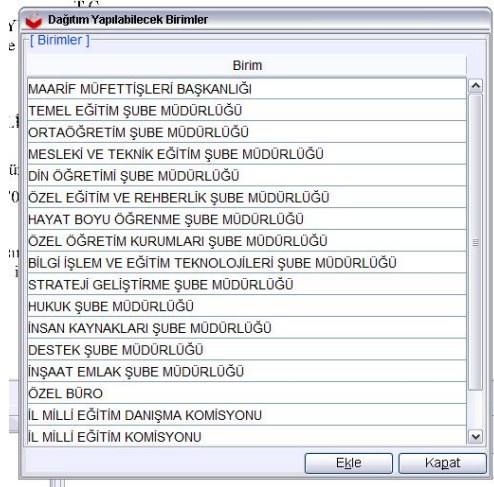 T.C.
Dağıtım Yapılabilecek Birimler
[ Birimler ]
Birim
MAARİF MÜFETTİŞLERİ BAŞKANLIĞI
TEMEL EĞİTİM ŞUBE MÜDÜRLÜĞÜ
ORTAÖĞRETİM ŞUBE MÜDÜRLÜĞÜ
MESLEKİ VE TEKNİK EĞİTİM ŞUBE MÜDÜRLÜĞÜ
DİN ÖĞRETİMİ ŞUBE MÜDÜRLÜĞÜ
ÖZEL EĞİTİM VE REHBERLİK ŞUBE MÜDÜRLÜĞÜ
HAYAT BOYU ÖĞRENME ŞUBE MÜDÜRLÜĞÜ
ÖZEL ÖĞRETİM KURUMLARI ŞUBE MÜDÜRLÜĞÜ
BİLGİ İŞLEM VE EĞİTİM TEKNOLOJİLERİ ŞUBE MÜDÜRLÜĞÜ
STRATEJİ GELİŞTİRME ŞUBE MÜDÜRLÜĞÜ
HUKUK ŞUBE MÜDÜRLÜĞÜ
İNSAN KAYNAKLARI ŞUBE MÜDÜRLÜĞÜ
DESTEK ŞUBE MÜDÜRLÜĞÜ
İNŞAAT EMLAK ŞUBE MÜDÜRLÜĞÜ
ÖZEL BÜRO
İL MİLLİ EĞİTİM DANIŞMA KOMİSYONU
İL MİLLİ EĞİTİM KOMİSYONU
Ekle Kapat